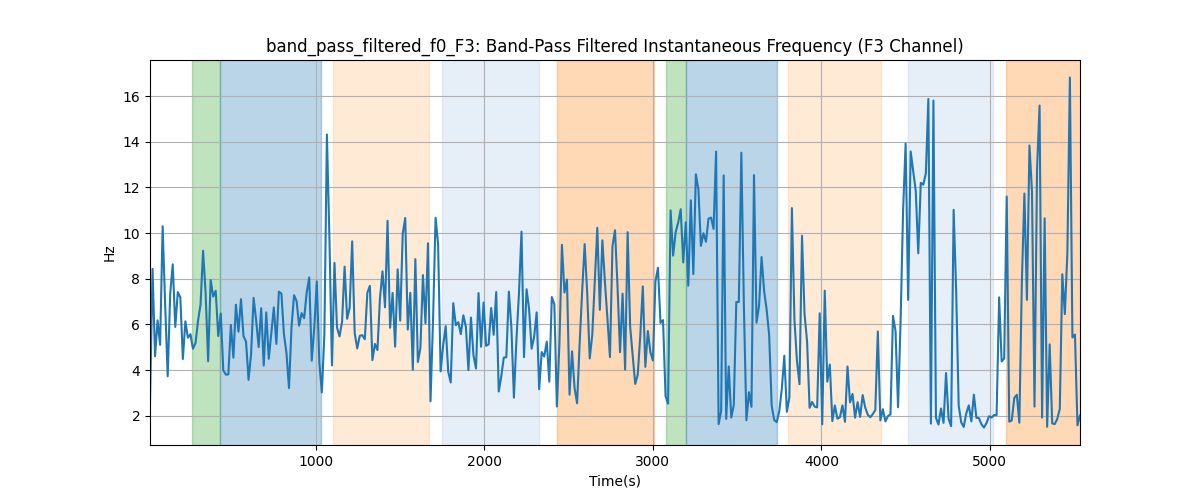 band_pass_filtered_f0_F3: Band-Pass Filtered Instantaneous Frequency (F3 Channel)
16
14
12
10
8
6
4
2
Hz
1000 2000 3000 4000 5000
Time(s)